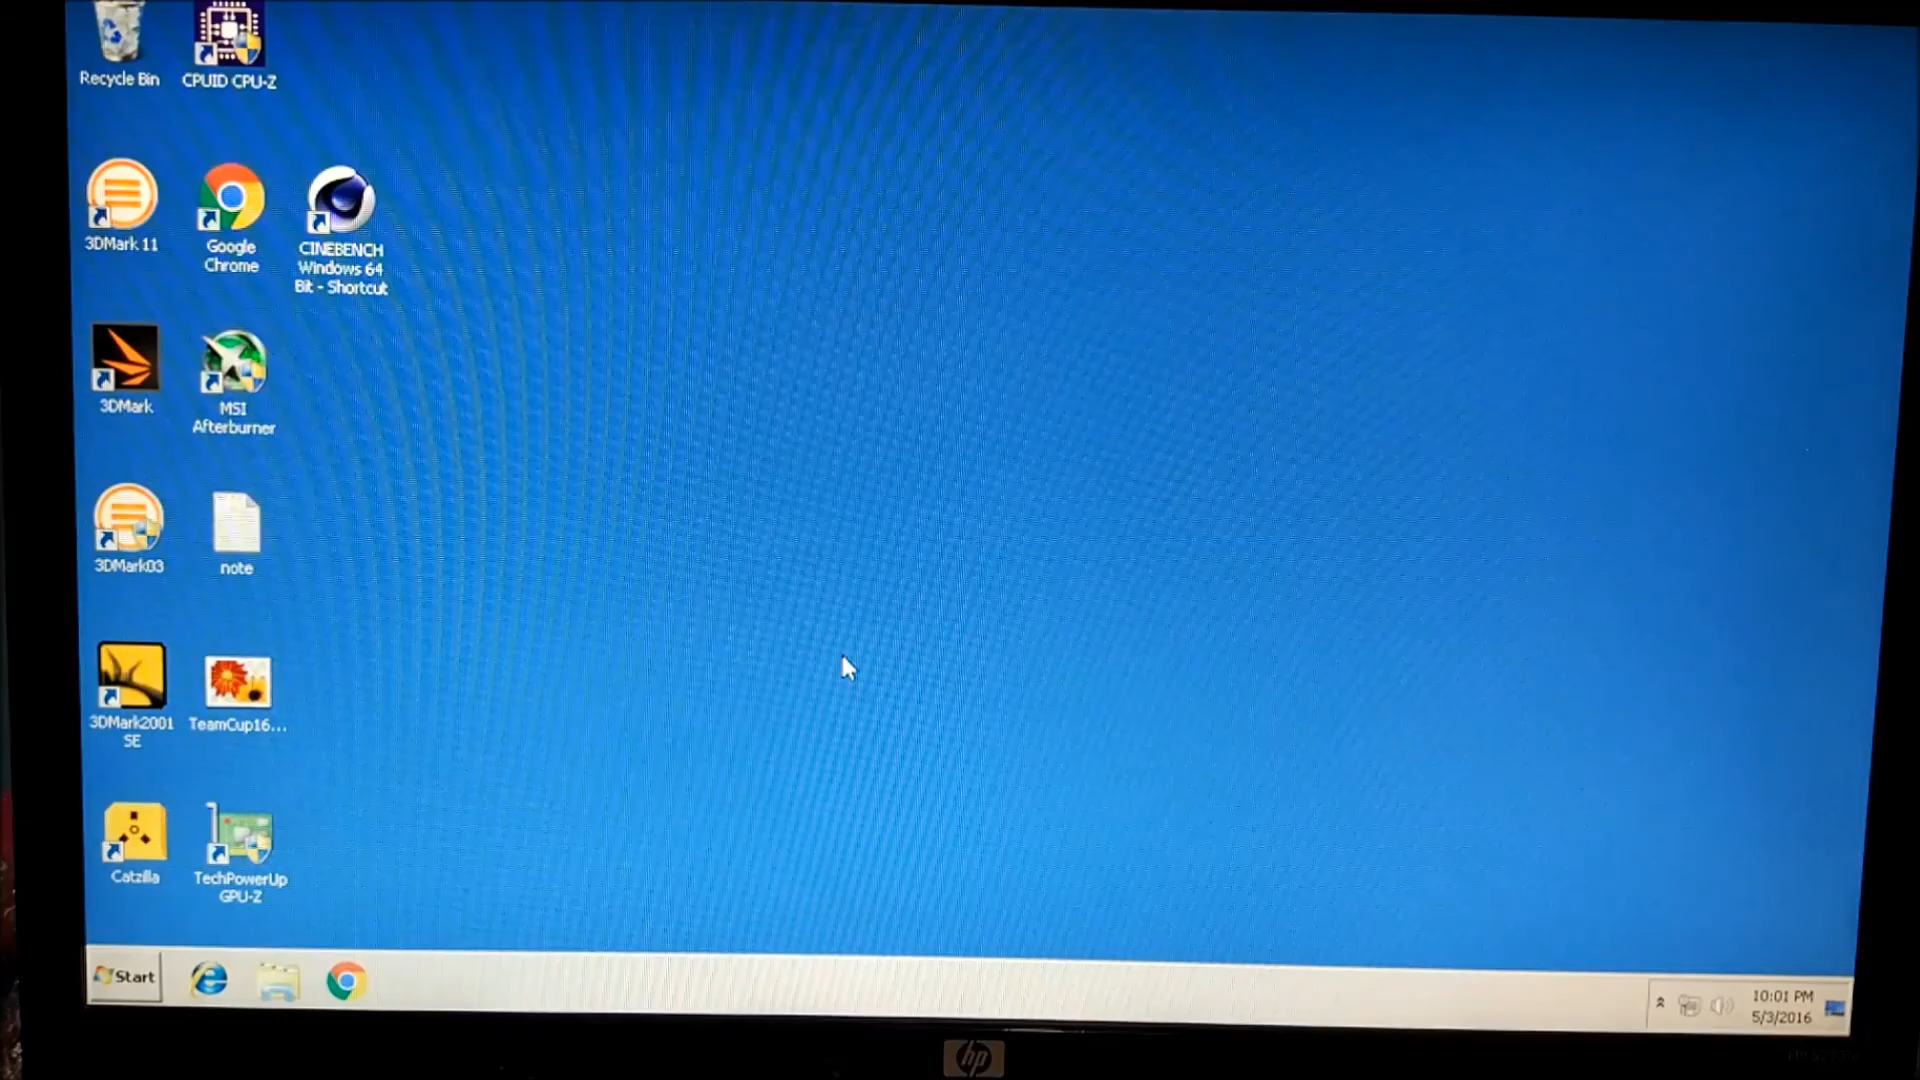 Recycle Bin
CPUID CPU-Z
3DMark 11
Google
Chrome
CINEBENCH
Windows 64
Bit - Shortcut
3DMark
MSI
Afterburner
3DMark03
note
3DMark2001
SE
TeamCup16...
Catzilla
TechPowerUp
GPU-Z
Start
10:01 PM
5/3/2016
hp